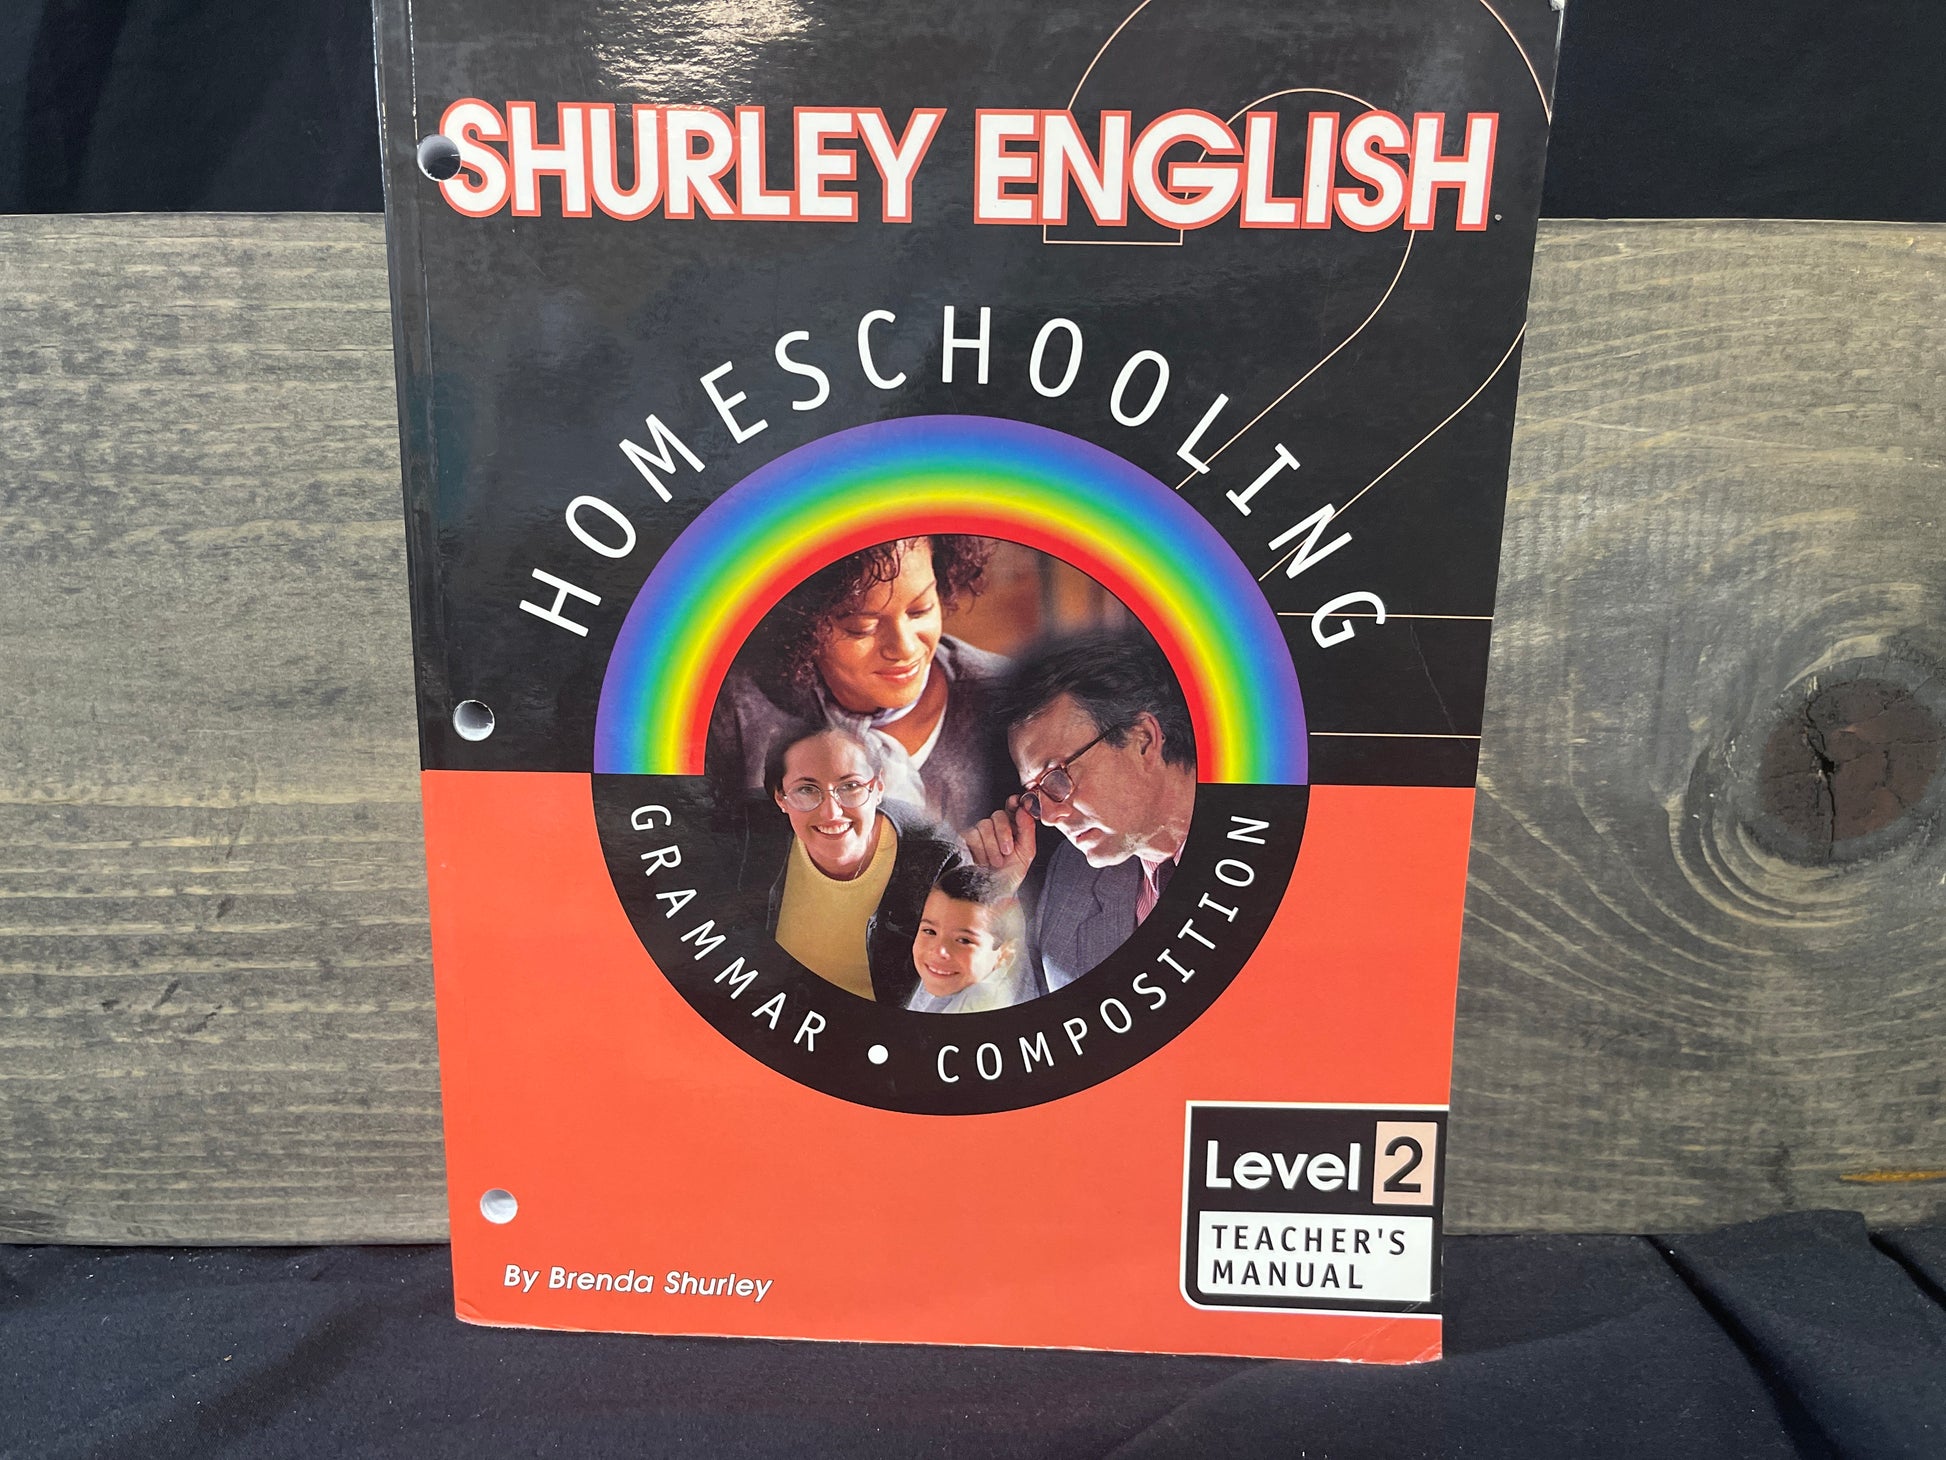 SHURLEY ENGLISH
HOMESCHOOLING
GRAMMAR • COMPOSITION
Level 2
TEACHER'S
MANUAL
By Brenda Shurley